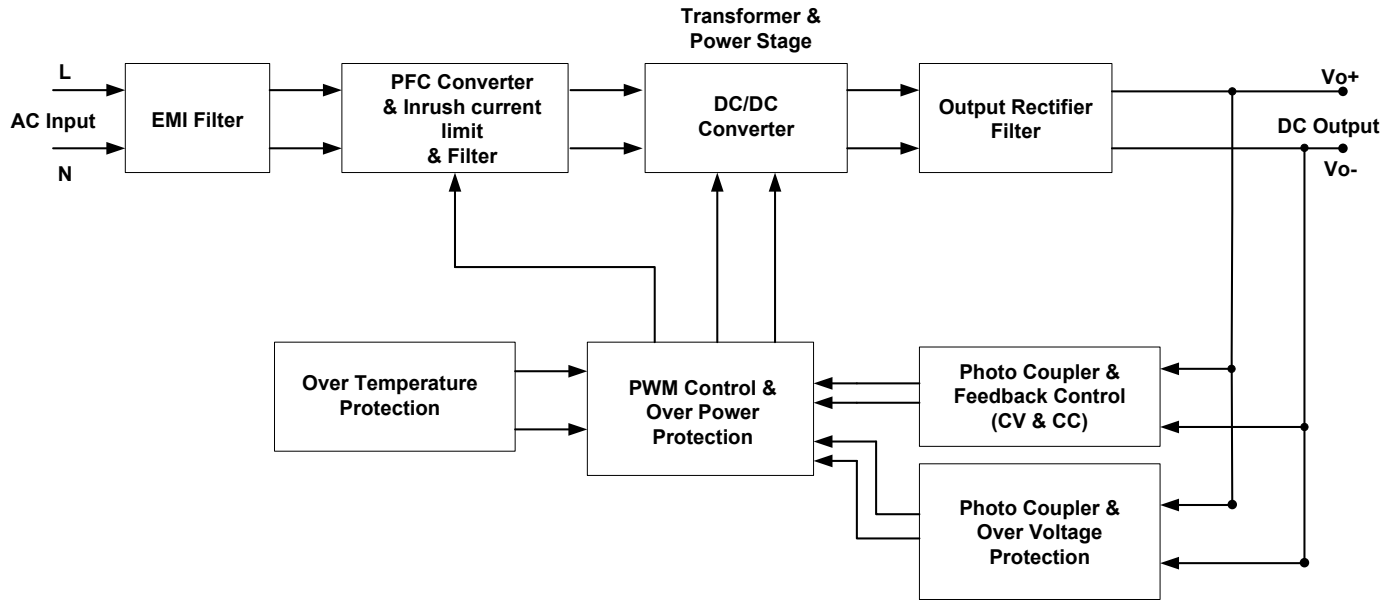 Transformer &
Power Stage
L
AC Input
N
EMI Filter
PFC Converter
& Inrush current
limit
& Filter
DC/DC
Converter
Output Rectifier
Filter
Vo+
DC Output
Vo-
Over Temperature
Protection
PWM Control &
Over Power
Protection
Photo Coupler &
Feedback Control
(CV & CC)
Photo Coupler &
Over Voltage
Protection